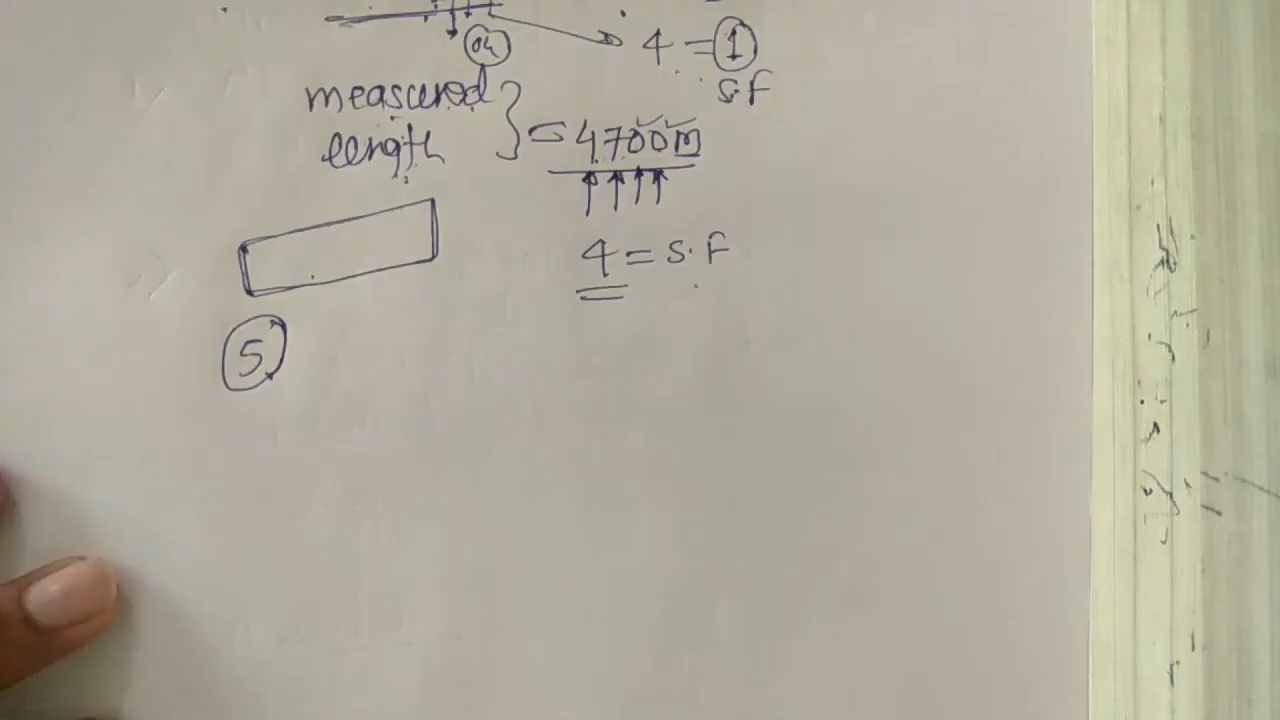 4 = 1
04
S.F
measured
length } = 4700m
4 = S.F
5